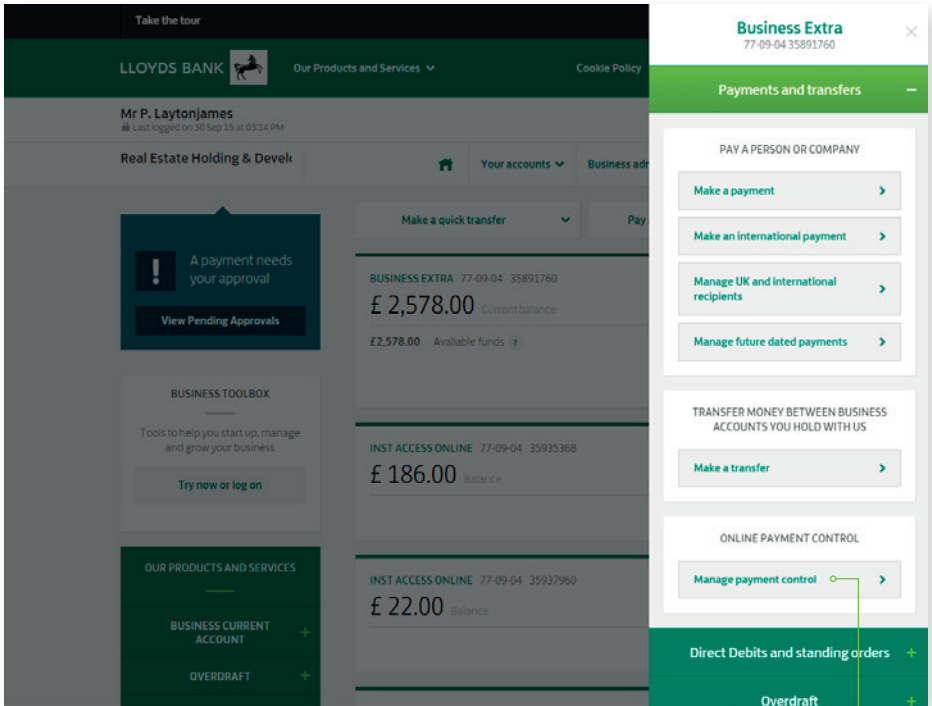 Take the tour
LLOYDS BANK
Our Products and Services
Cookie Policy
Mr P. Laytonjames
Last logged on 30 Sep 15 at 03:14 PM
Real Estate Holding & Devel
Your accounts
Business adr
A payment needs
your approval
View Pending Approvals
BUSINESS TOOLBOX
Tools to help you start up, manage
and grow your business
Try now or log on
OUR PRODUCTS AND SERVICES
BUSINESS CURRENT
ACCOUNT
+
OVERDRAFT
+
Make a quick transfer
Pay
BUSINESS EXTRA 77-09-04 35891760
£ 2,578.00 Current balance
£2,578.00 Available funds ?
INST ACCESS ONLINE 77-09-04 35935368
£ 186.00 Balance
INST ACCESS ONLINE 77-09-04 35937960
£ 22.00 Balance
Business Extra
77-09-04 35891760
Payments and transfers
PAY A PERSON OR COMPANY
Make a payment
Make an international payment
Manage UK and international
recipients
Manage future dated payments
TRANSFER MONEY BETWEEN BUSINESS
ACCOUNTS YOU HOLD WITH US
Make a transfer
ONLINE PAYMENT CONTROL
Manage payment control
Direct Debits and standing orders +
Overdraft +